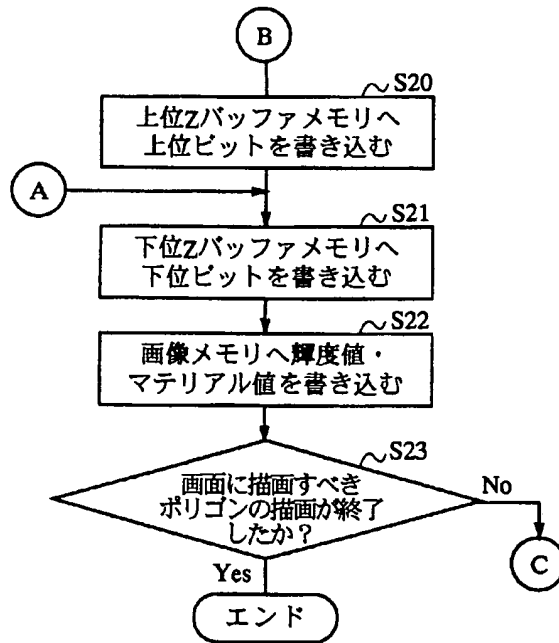 B
S20
上位Zバッファメモリへ
上位ビットを書き込む
A
S21
下位Zバッファメモリへ
下位ビットを書き込む
S22
画像メモリへ輝度値・
マテリアル値を書き込む
S23
画面に描画すべき
ポリゴンの描画が終了
したか？
No
Yes
C
エンド